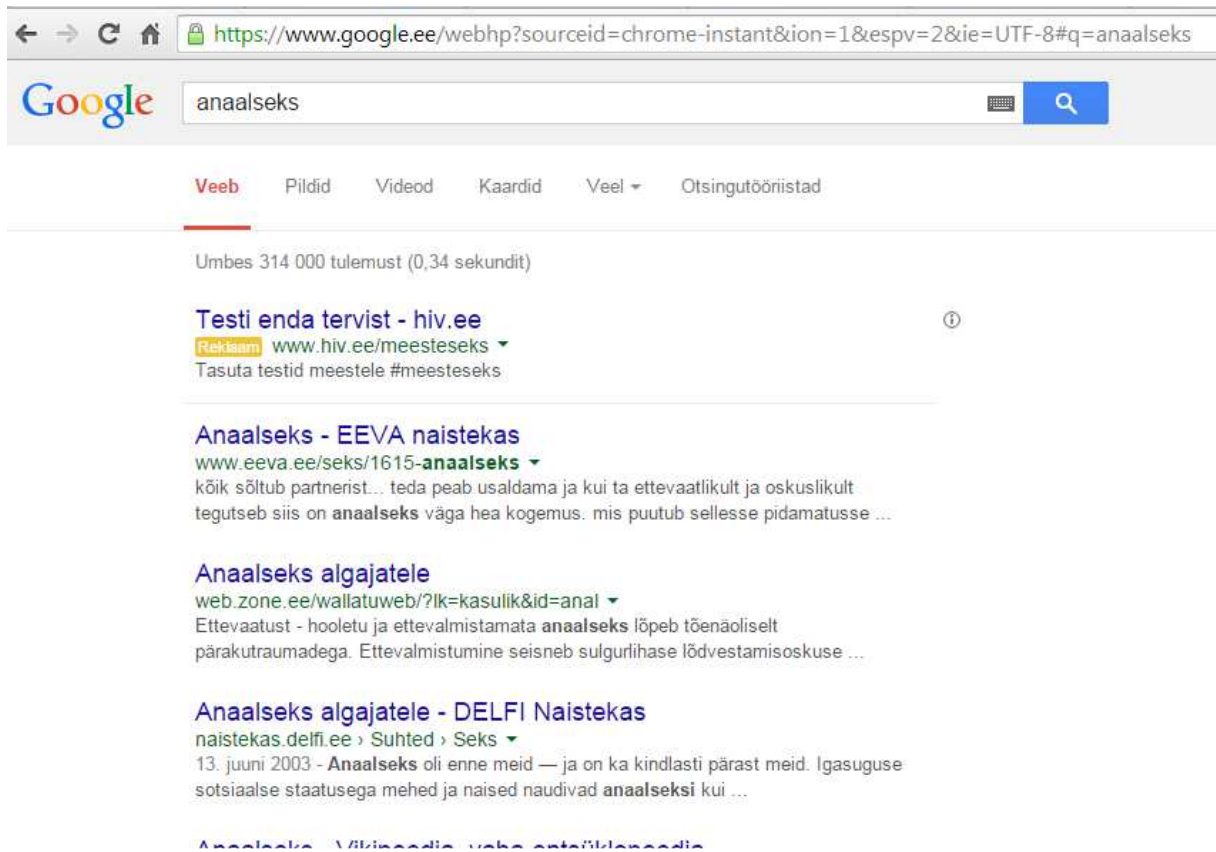 https://www.google.ee/webhp?sourceid=chrome-instant&ion=1&espv=2&ie=UTF-8#q=anaalseks
Google anaalseks
Veeb Pildid Videod Kaardid Veel Otsingutööriistad
Umbes 314 000 tulemust (0,34 sekundit)
Testi enda tervist - hiv.ee
Reklaam www.hiv.ee/meesteseks
Tasuta testid meestele #meesteseks
Anaalseks - EEVA naistekas
www.eeva.ee/seks/1615-anaalseks
kõik sõltub partnerist... teda peab usaldama ja kui ta ettevaatlikult ja oskuslikult
tegutseb siis on anaalseks väga hea kogemus. mis puutub sellesse pidamatusse ...
Anaalseks algajatele
web.zone.ee/wallatuweb/?lk=kasulik&id=anal
Ettevaatust - hooletu ja ettevalmistamata anaalseks lõpeb tõenäoliselt
pärakutraumadega. Ettevalmistumine seisneb sulgurlihase lõdvestamisoskuse ...
Anaalseks algajatele - DELFI Naistekas
naistekas.delfi.ee › Suhted › Seks
13. juuni 2003 - Anaalseks oli enne meid — ja on ka kindlasti pärast meid. Igasuguse
sotsiaalse staatusega mehed ja naised naudivad anaalseksi kui ...
Anaalseks - Vikipeedia, vaba entsüklopeedia